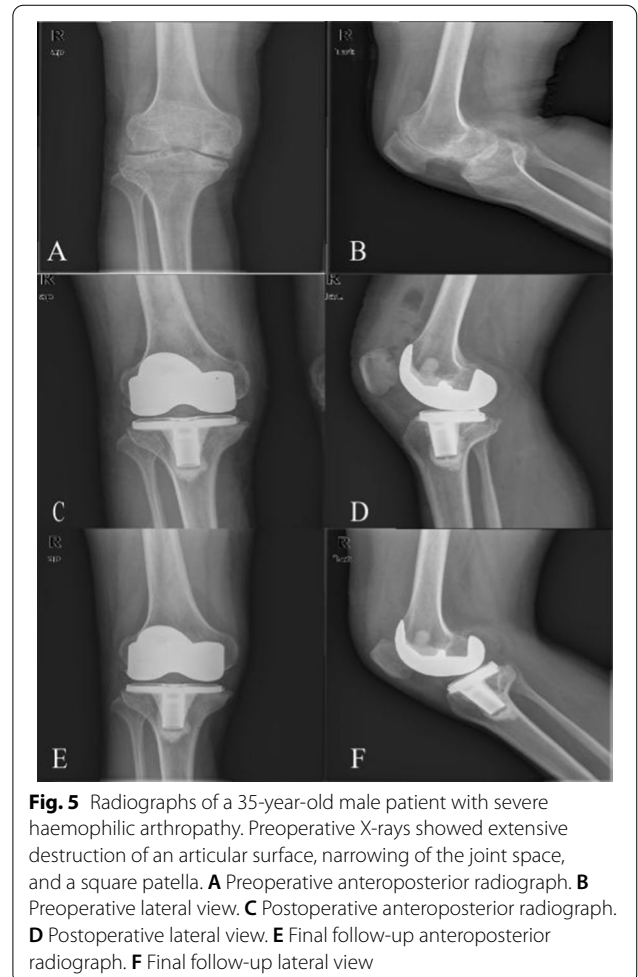 R
R
A
B
R
R
C
D
R
R
E
F
Fig. 5 Radiographs of a 35-year-old male patient with severe
haemophilic arthropathy. Preoperative X-rays showed extensive
destruction of an articular surface, narrowing of the joint space,
and a square patella. A Preoperative anteroposterior radiograph. B
Preoperative lateral view. C Postoperative anteroposterior radiograph.
D Postoperative lateral view. E Final follow-up anteroposterior
radiograph. F Final follow-up lateral view